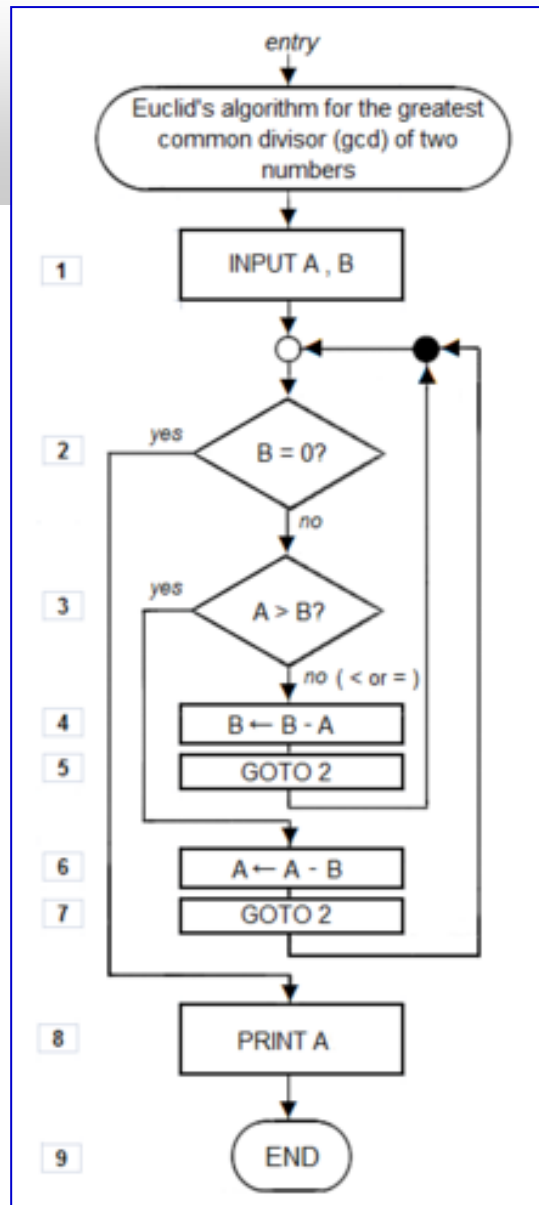 entry
Euclid's algorithm for the greatest
common divisor (gcd) of two
numbers
1
INPUT A , B
2
yes
B = 0?
no
3
yes
A > B?
no ( < or = )
4
B ← B - A
5
GOTO 2
6
A ← A - B
7
GOTO 2
8
PRINT A
9
END